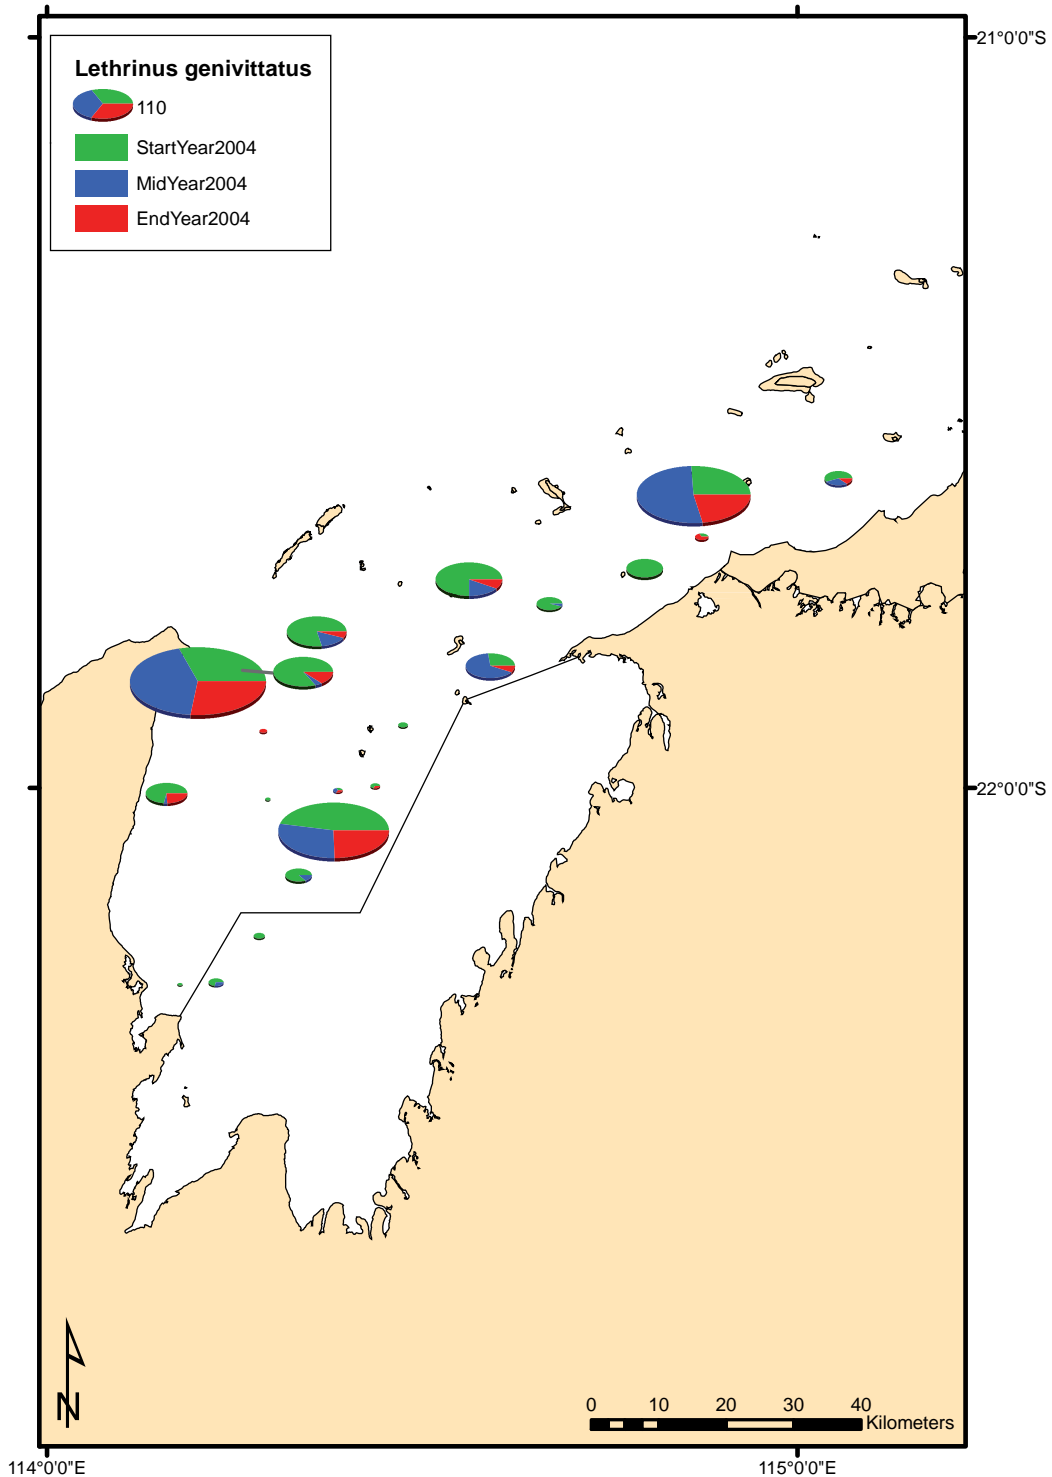 21°0'0"S
Lethrinus genivittatus
110
StartYear2004
MidYear2004
EndYear2004
22°0'0"S
N
0 10 20 30 40
Kilometers
114°0'0"E
115°0'0"E